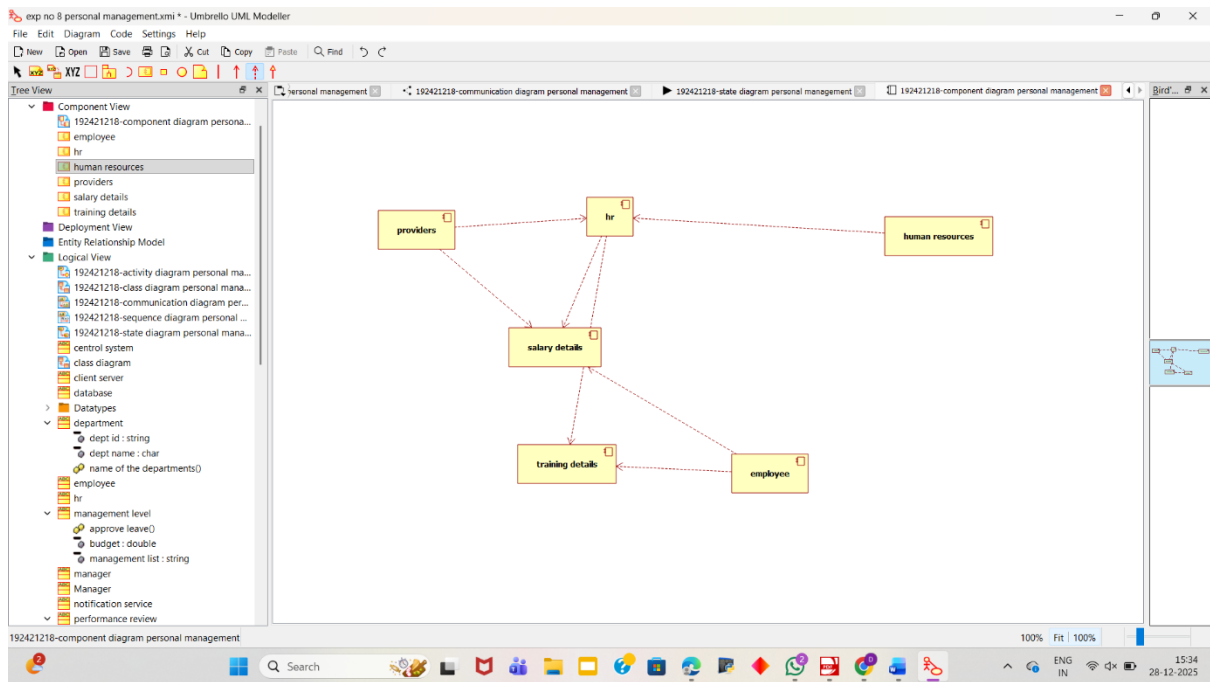 exp no 8 personal management.xmi * - Umbrello UML Modeller
File Edit Diagram Code Settings Help
New Open Save Cut Copy Paste Find
XYZ XYZ
Tree View
personal management
192421218-communication diagram personal management
192421218-state diagram personal management
192421218-component diagram personal management
Bird'...
Component View
192421218-component diagram persona...
employee
hr
human resources
providers
salary details
training details
Deployment View
Entity Relationship Model
Logical View
192421218-activity diagram personal ma...
192421218-class diagram personal mana...
192421218-communication diagram per...
192421218-sequence diagram personal ...
192421218-state diagram personal mana...
centrol system
class diagram
client server
database
Datatypes
department
dept id : string
dept name : char
name of the departments()
employee
hr
management level
approve leave()
budget : double
management list : string
manager
Manager
notification service
performance review
hr
providers
human resources
salary details
training details
employee
192421218-component diagram personal management
100% Fit 100%
2
Search
2
ENG
IN
15:34
28-12-2025